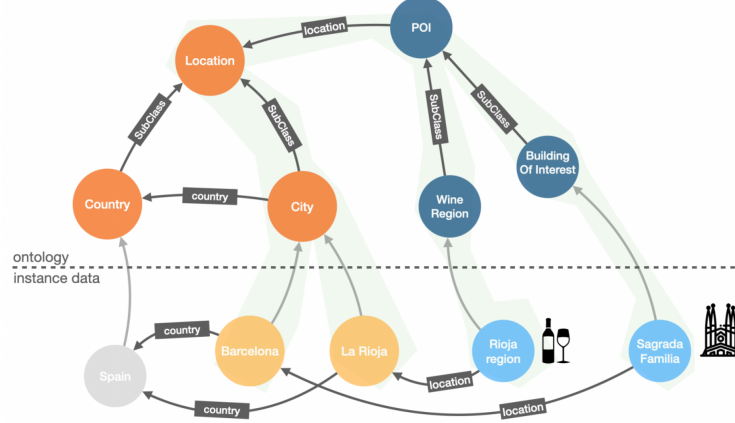 POI
location
Location
SubClass
SubClass
SubClass
SubClass
Building
Of Interest
Country
country
City
Wine
Region
ontology
instance data
country
Spain
Barcelona
La Rioja
Rioja
region
Sagrada
Familia
location
country
location